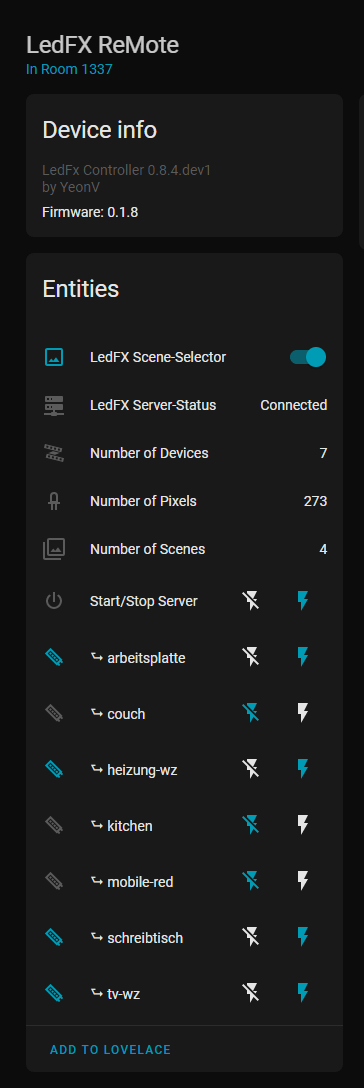 LedFX ReMote
In Room 1337
Device info
LedFx Controller 0.8.4.dev1
by YeonV
Firmware: 0.1.8
Entities
LedFX Scene-Selector
LedFX Server-Status Connected
Number of Devices 7
Number of Pixels 273
Number of Scenes 4
Start/Stop Server
arbeitsplatte
couch
heizung-wz
kitchen
mobile-red
schreibtisch
tv-wz
ADD TO LOVELACE